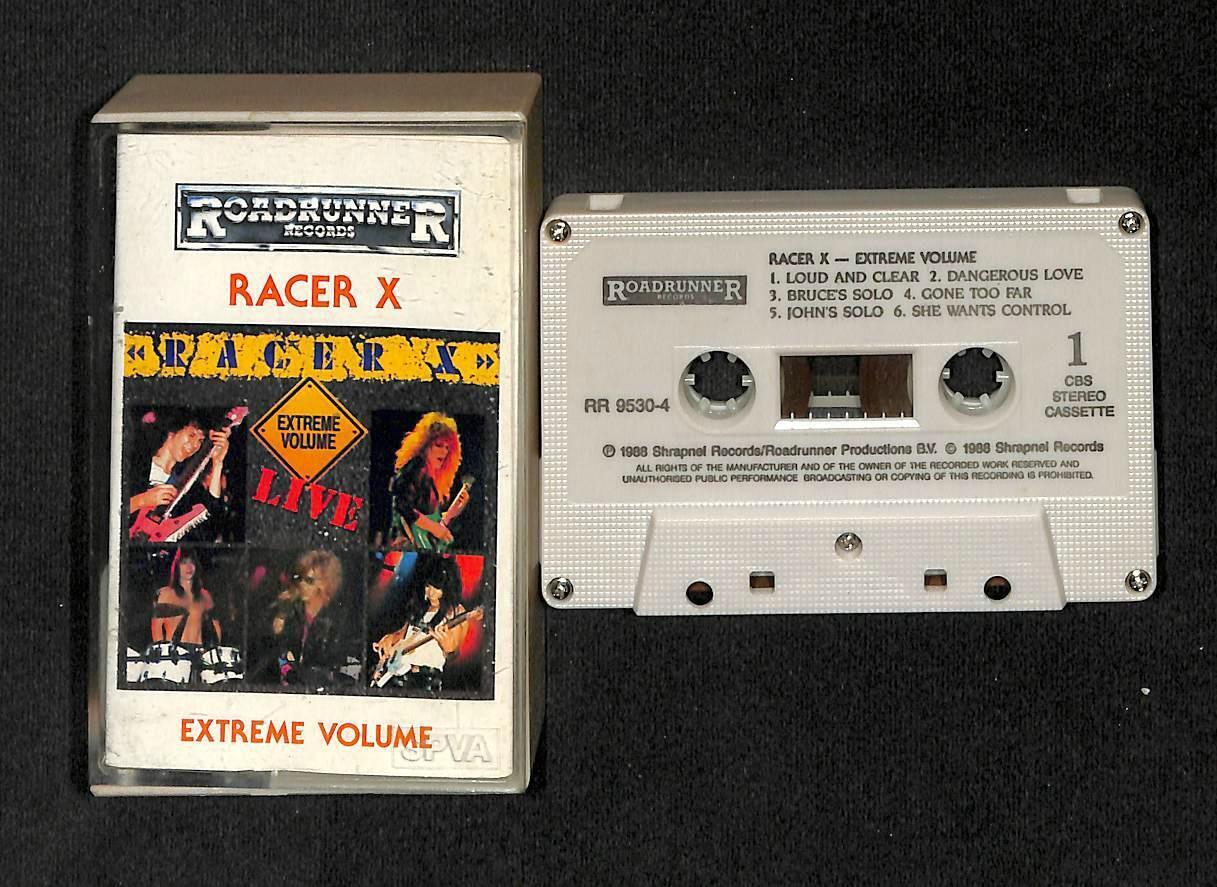 ROADRUNNER
RECORDS
RACER X
«RACER X»
EXTREME
VOLUME
LIVE
EXTREME VOLUME
SPVA
ROADRUNNER
RECORDS
RACER X — EXTREME VOLUME
1. LOUD AND CLEAR 2. DANGEROUS LOVE
3. BRUCE'S SOLO 4. GONE TOO FAR
5. JOHN'S SOLO 6. SHE WANTS CONTROL
1
RR 9530-4
CBS
STEREO
CASSETTE
℗ 1988 Shrapnel Records/Roadrunner Productions B.V. © 1988 Shrapnel Records
ALL RIGHTS OF THE MANUFACTURER AND OF THE OWNER OF THE RECORDED WORK RESERVED AND
UNAUTHORISED PUBLIC PERFORMANCE BROADCASTING OR COPYING OF THIS RECORDING IS PROHIBITED.